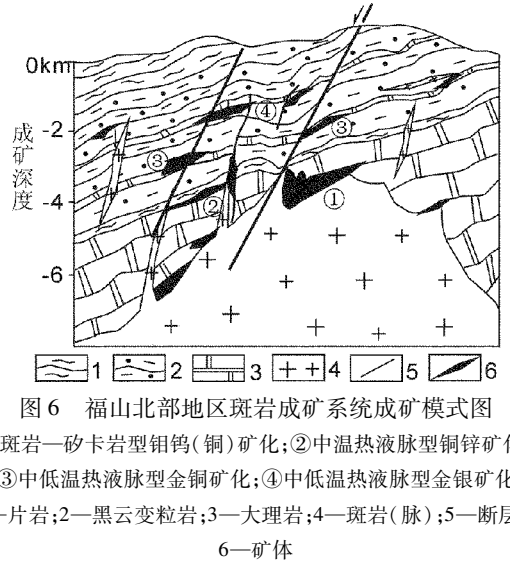 0km
-2
-4
-6
成矿深度
④
③
③
②
①
1 2 3 4 5 6
图6 福山北部地区斑岩成矿系统成矿模式图
斑岩—矽卡岩型钼钨(铜)矿化;②中温热液脉型铜锌矿化
③中低温热液脉型金铜矿化;④中低温热液脉型金银矿化
—片岩;2—黑云变粒岩;3—大理岩;4—斑岩(脉);5—断层
6—矿体